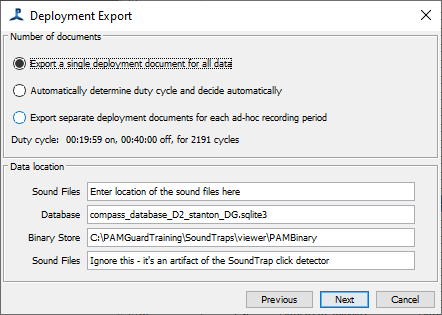 Deployment Export
Number of documents
Export a single deployment document for all data
Automatically determine duty cycle and decide automatically
Export separate deployment documents for each ad-hoc recording period
Duty cycle: 00:19:59 on, 00:40:00 off, for 2191 cycles
Data location
Sound Files Enter location of the sound files here
Database compass_database_D2_stanton_DG.sqlite3
Binary Store C:\PAMGuardTraining\SoundTraps\viewer\PAMBinary
Sound Files Ignore this - it's an artifact of the SoundTrap click detector
Previous Next Cancel